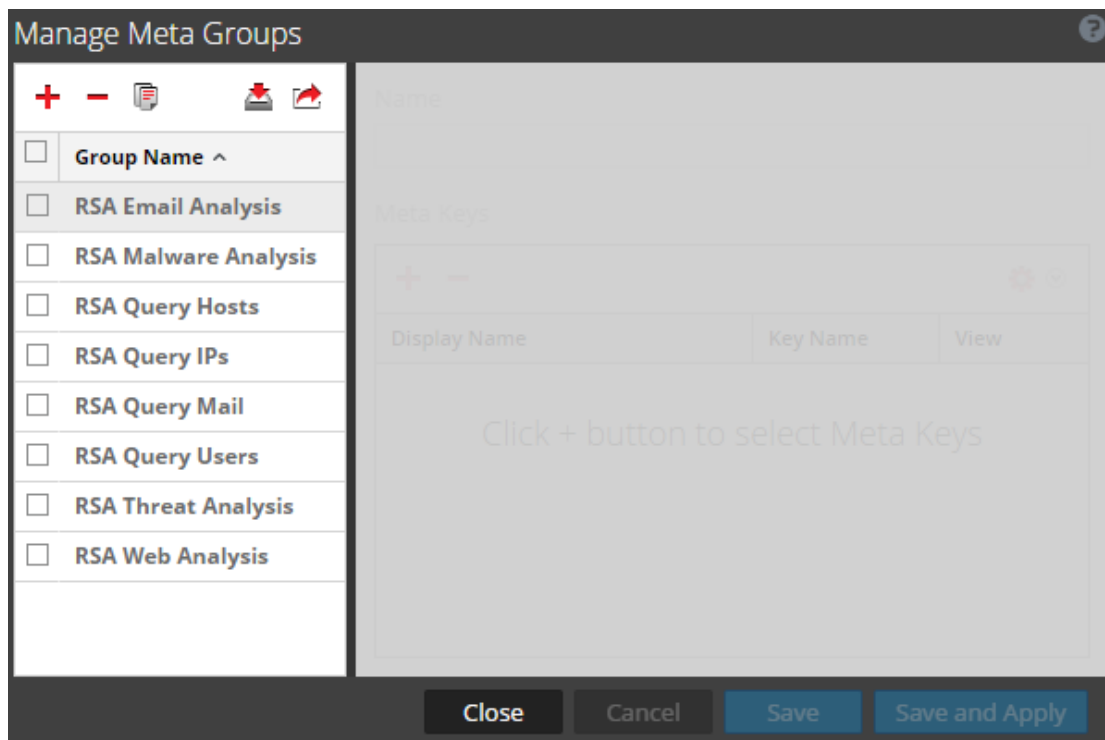 Manage Meta Groups
?
Name
Group Name
RSA Email Analysis
Meta Keys
RSA Malware Analysis
RSA Query Hosts
Display Name Key Name View
RSA Query IPs
RSA Query Mail
Click + button to select Meta Keys
RSA Query Users
RSA Threat Analysis
RSA Web Analysis
Close Cancel Save Save and Apply